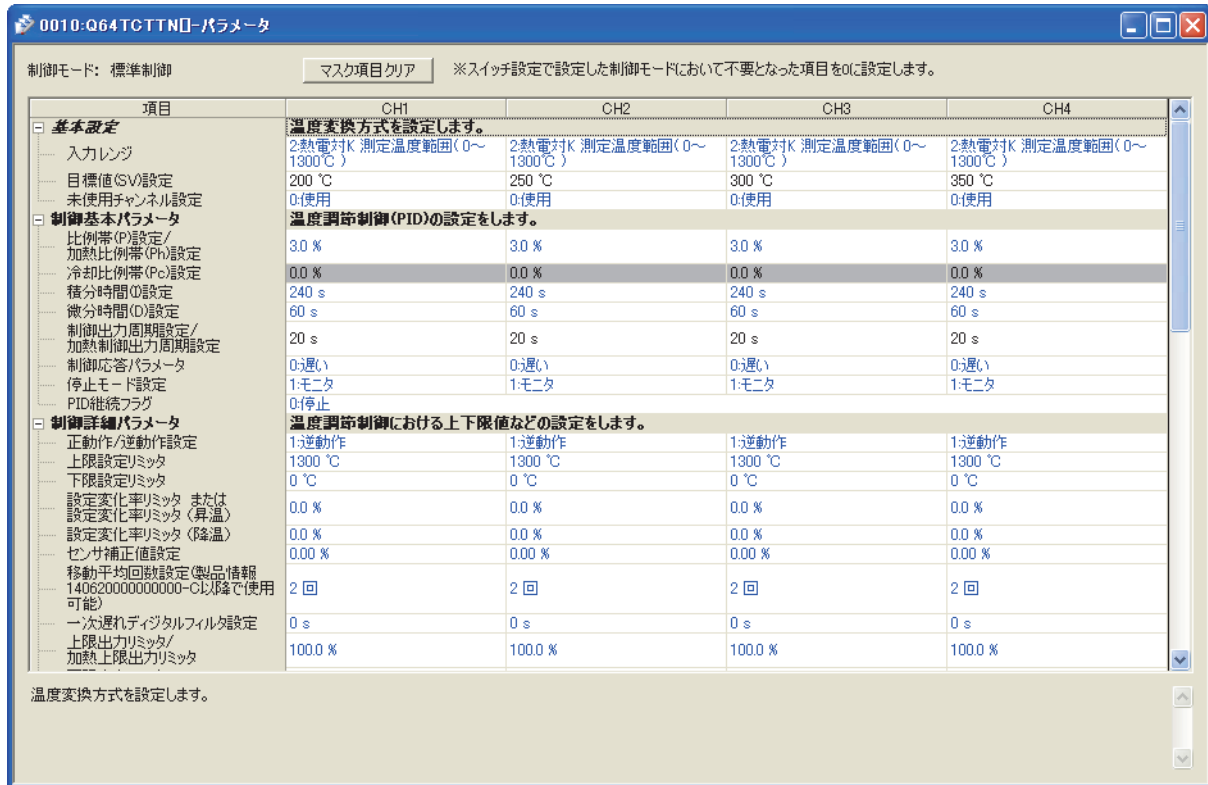 0010:Q64TCTTN[]-パラメータ
制御モード: 標準制御 マスク項目クリア ※スイッチ設定で設定した制御モードにおいて不要となった項目を0に設定します。
項目 CH1 CH2 CH3 CH4
基本設定 温度変換方式を設定します。
入力レンジ 2:熱電対K 測定温度範囲(0～1300℃) 2:熱電対K 測定温度範囲(0～1300℃) 2:熱電対K 測定温度範囲(0～1300℃) 2:熱電対K 測定温度範囲(0～1300℃)
目標値(SV)設定 200 ℃ 250 ℃ 300 ℃ 350 ℃
未使用チャンネル設定 0:使用 0:使用 0:使用 0:使用
制御基本パラメータ 温度調節制御(PID)の設定をします。
比例帯(P)設定/
加熱比例帯(Ph)設定 3.0 % 3.0 % 3.0 % 3.0 %
冷却比例帯(Pc)設定 0.0 % 0.0 % 0.0 % 0.0 %
積分時間(I)設定 240 s 240 s 240 s 240 s
微分時間(D)設定 60 s 60 s 60 s 60 s
制御出力周期設定/
加熱制御出力周期設定 20 s 20 s 20 s 20 s
制御応答パラメータ 0:遅い 0:遅い 0:遅い 0:遅い
停止モード設定 1:モニタ 1:モニタ 1:モニタ 1:モニタ
PID継続フラグ 0:停止
制御詳細パラメータ 温度調節制御における上下限値などの設定をします。
正動作/逆動作設定 1:逆動作 1:逆動作 1:逆動作 1:逆動作
上限設定リミッタ 1300 ℃ 1300 ℃ 1300 ℃ 1300 ℃
下限設定リミッタ 0 ℃ 0 ℃ 0 ℃ 0 ℃
設定変化率リミッタ または
設定変化率リミッタ (昇温) 0.0 % 0.0 % 0.0 % 0.0 %
設定変化率リミッタ (降温) 0.0 % 0.0 % 0.0 % 0.0 %
センサ補正値設定 0.00 % 0.00 % 0.00 % 0.00 %
移動平均回数設定(製品情報
140620000000000-C以降で使用
可能) 2 回 2 回 2 回 2 回
一次遅れディジタルフィルタ設定 0 s 0 s 0 s 0 s
上限出力リミッタ/
加熱上限出力リミッタ 100.0 % 100.0 % 100.0 % 100.0 %
温度変換方式を設定します。